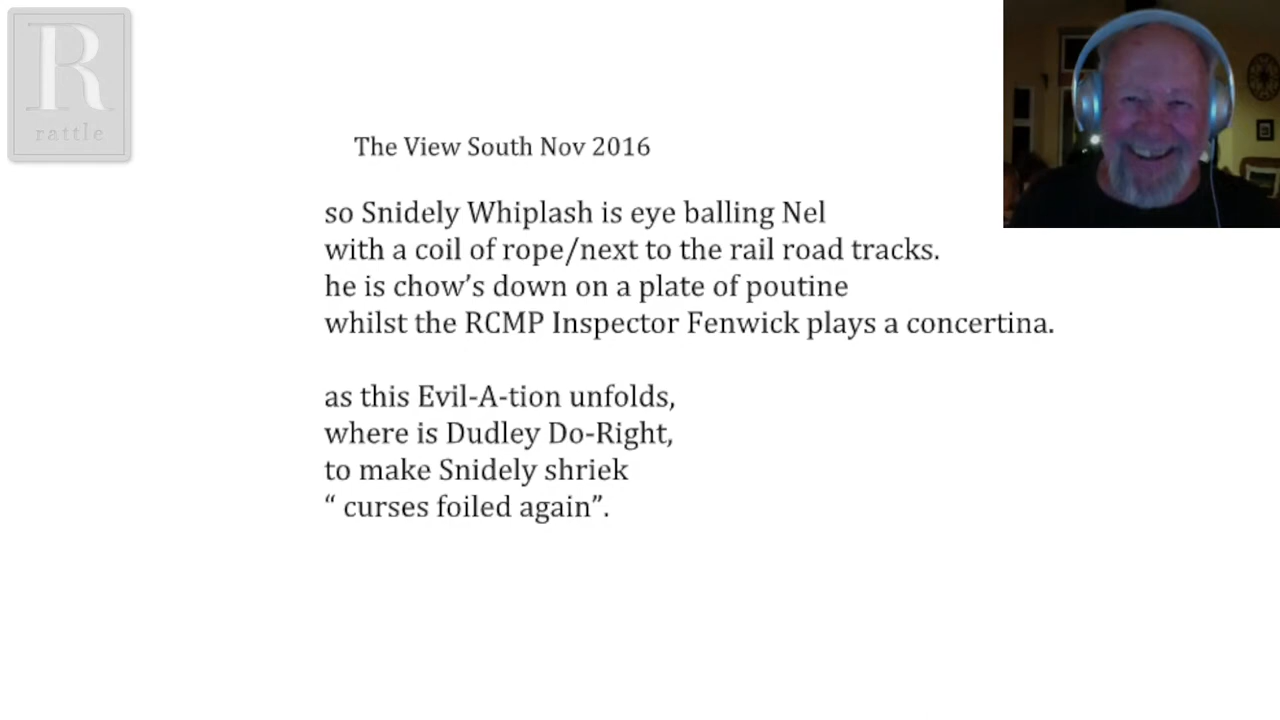 R
rattle
The View South Nov 2016
so Snidely Whiplash is eye balling Nel
with a coil of rope/next to the rail road tracks.
he is chow’s down on a plate of poutine
whilst the RCMP Inspector Fenwick plays a concertina.
as this Evil-A-tion unfolds,
where is Dudley Do-Right,
to make Snidely shriek
“ curses foiled again”.